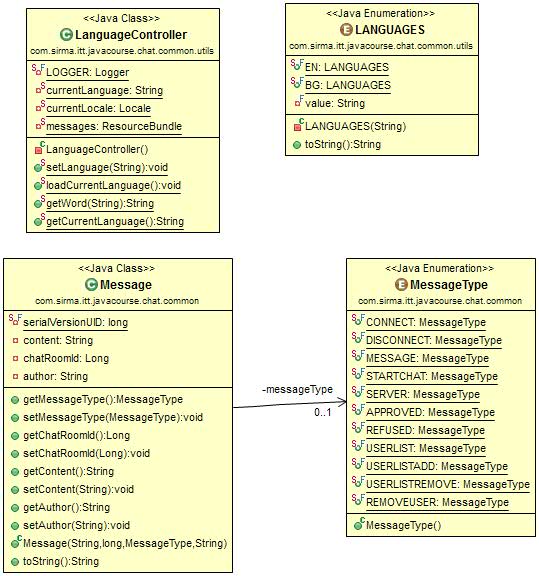 <<Java Class>>
C LanguageController
com.sirma.itt.javacourse.chat.common.utils
SF LOGGER: Logger
S currentLanguage: String
S currentLocale: Locale
S messages: ResourceBundle
C LanguageController()
S setLanguage(String):void
S loadCurrentLanguage():void
S getWord(String):String
S getCurrentLanguage():String
<<Java Enumeration>>
E LANGUAGES
com.sirma.itt.javacourse.chat.common.utils
SF EN: LANGUAGES
SF BG: LANGUAGES
F value: String
C LANGUAGES(String)
toString():String
<<Java Class>>
C Message
com.sirma.itt.javacourse.chat.common
SF serialVersionUID: long
content: String
chatRoomId: Long
author: String
getMessageType():MessageType
setMessageType(MessageType):void
getChatRoomId():Long
setChatRoomId(Long):void
getContent():String
setContent(String):void
getAuthor():String
setAuthor(String):void
C Message(String,long,MessageType,String)
toString():String
-messageType
0..1
<<Java Enumeration>>
E MessageType
com.sirma.itt.javacourse.chat.common
SF CONNECT: MessageType
SF DISCONNECT: MessageType
SF MESSAGE: MessageType
SF STARTCHAT: MessageType
SF SERVER: MessageType
SF APPROVED: MessageType
SF REFUSED: MessageType
SF USERLIST: MessageType
SF USERLISTADD: MessageType
SF USERLISTREMOVE: MessageType
SF REMOVEUSER: MessageType
C MessageType()